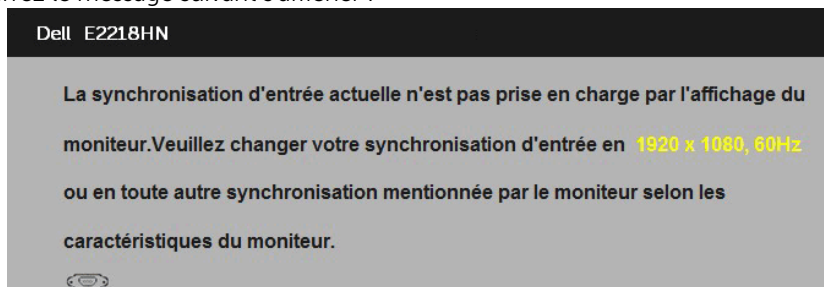 Dell E2218HN
La synchronisation d'entrée actuelle n'est pas prise en charge par l'affichage du
moniteur.Veuillez changer votre synchronisation d'entrée en 1920 x 1080, 60Hz
ou en toute autre synchronisation mentionnée par le moniteur selon les
caractéristiques du moniteur.